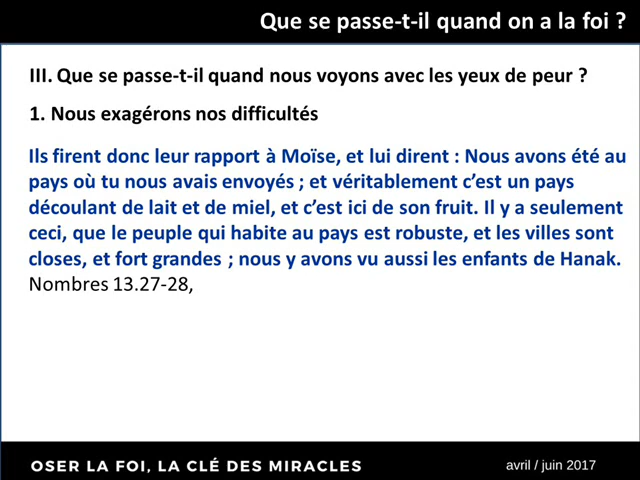 Que se passe-t-il quand on a la foi ?
III. Que se passe-t-il quand nous voyons avec les yeux de peur ?
1. Nous exagérons nos difficultés
Ils firent donc leur rapport à Moïse, et lui dirent : Nous avons été au
pays où tu nous avais envoyés ; et véritablement c’est un pays
découlant de lait et de miel, et c’est ici de son fruit. Il y a seulement
ceci, que le peuple qui habite au pays est robuste, et les villes sont
closes, et fort grandes ; nous y avons vu aussi les enfants de Hanak.
Nombres 13.27-28,
OSER LA FOI, LA CLÉ DES MIRACLES
avril / juin 2017